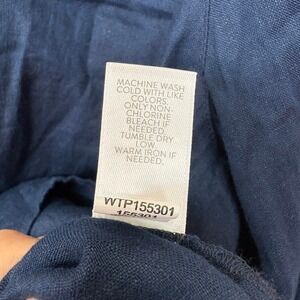 MACHINE WASH
COLD WITH LIKE
COLORS.
ONLY NON-
CHLORINE
BLEACH IF
NEEDED.
TUMBLE DRY
LOW.
WARM IRON IF
NEEDED.
WTP155301
155301